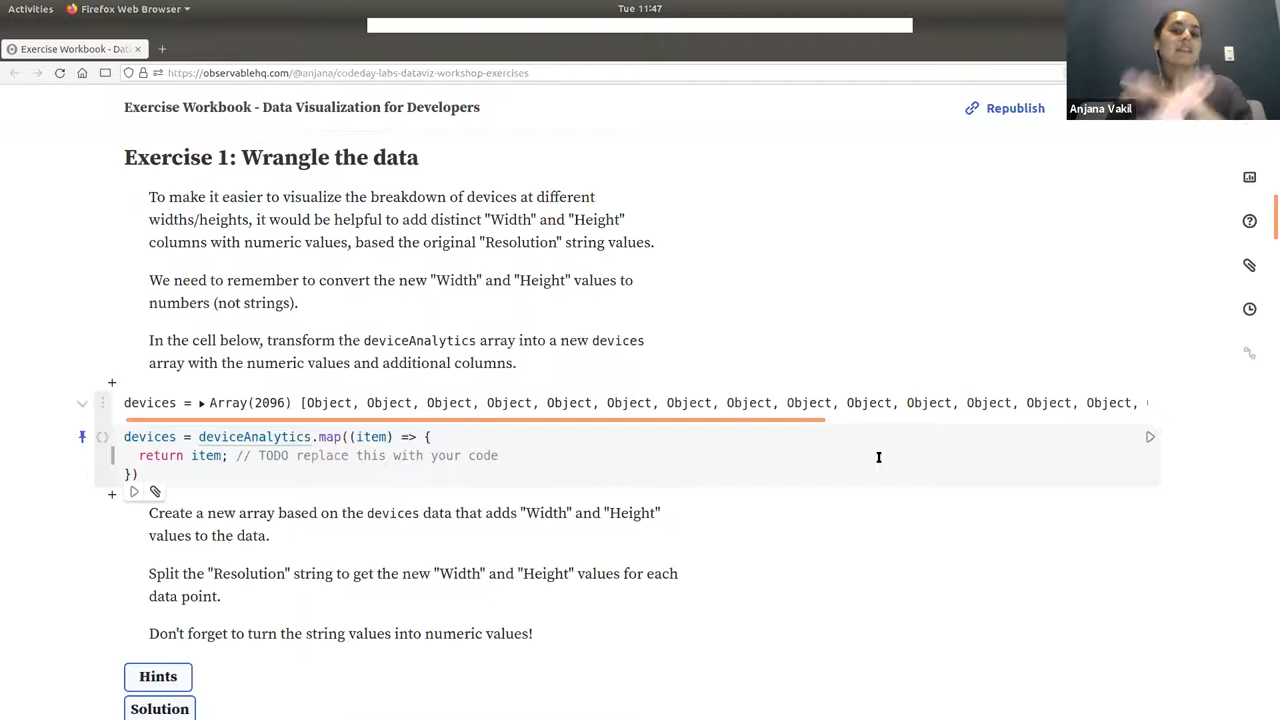 Activities
Firefox Web Browser
Tue 11:47
Exercise Workbook - Dat
https://observablehq.com/@anjana/codeday-labs-dataviz-workshop-exercises
Anjana Vakil
Exercise Workbook - Data Visualization for Developers
Republish
Exercise 1: Wrangle the data
To make it easier to visualize the breakdown of devices at different
widths/heights, it would be helpful to add distinct "Width" and "Height"
columns with numeric values, based the original "Resolution" string values.
We need to remember to convert the new "Width" and "Height" values to
numbers (not strings).
In the cell below, transform the deviceAnalytics array into a new devices
array with the numeric values and additional columns.
devices = ▸ Array(2096) [Object, Object, Object, Object, Object, Object, Object, Object, Object, Object, Object, Object, Object, Object,
devices = deviceAnalytics.map((item) => {
return item; // TODO replace this with your code
})
Create a new array based on the devices data that adds "Width" and "Height"
values to the data.
Split the "Resolution" string to get the new "Width" and "Height" values for each
data point.
Don't forget to turn the string values into numeric values!
Hints
Solution